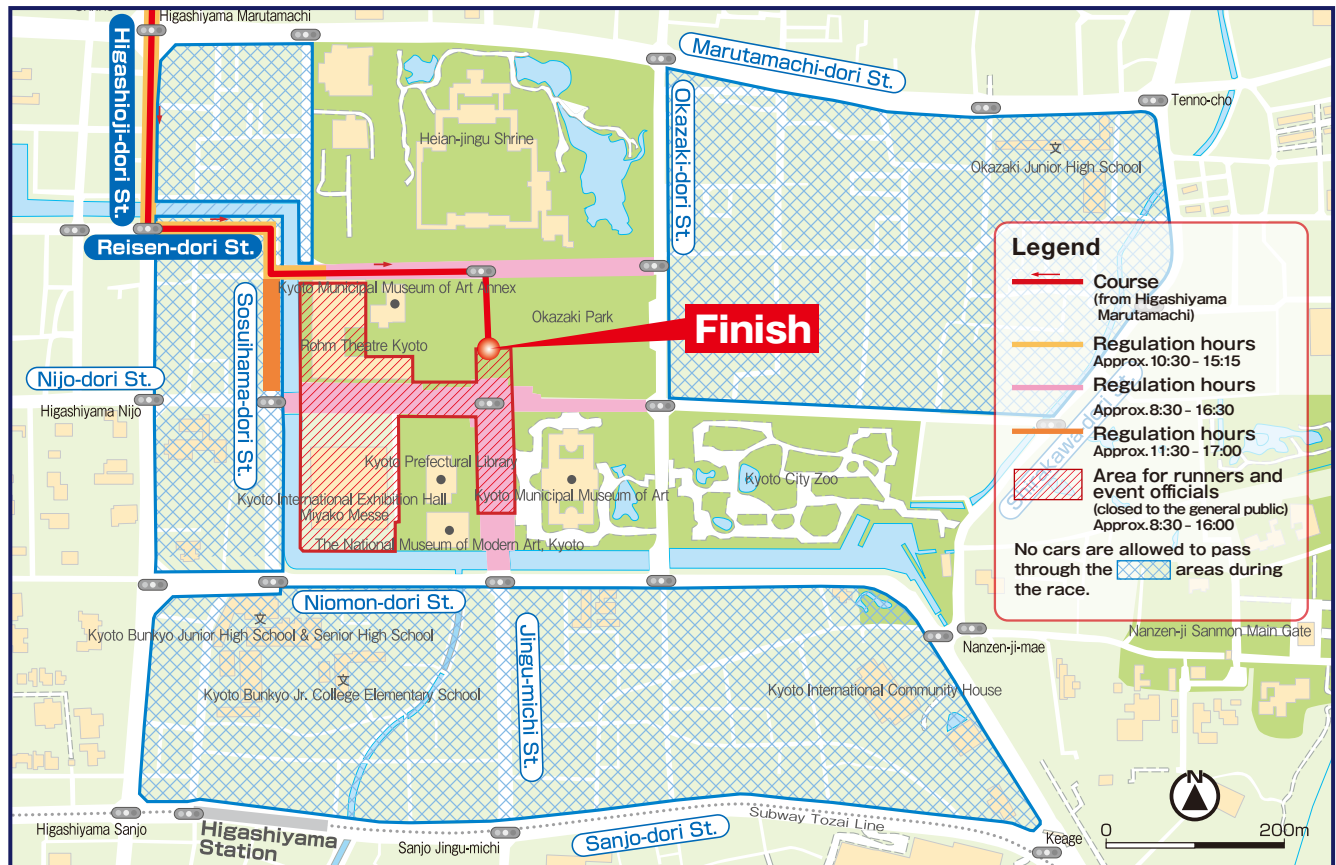 Higashiyama Marutamachi
Higashioji-dori St.
Marutamachi-dori St.
Tenno-cho
Okazaki-dori St.
Heian-jingu Shrine
文
Okazaki Junior High School
Reisen-dori St.
Kyoto Municipal Museum of Art Annex
Sosuihama-dori St.
Okazaki Park
Rohm Theatre Kyoto
Finish
Nijo-dori St.
Higashiyama Nijo
Kyoto Prefectural Library
Kyoto International Exhibition Hall
Miyako Messe
Kyoto Municipal Museum of Art
Kyoto City Zoo
The National Museum of Modern Art, Kyoto
Legend
Course
(from Higashiyama
Marutamachi)
Regulation hours
Approx.10:30 - 15:15
Regulation hours
Approx.8:30 - 16:30
Regulation hours
Approx.11:30 - 17:00
Area for runners and
event officials
(closed to the general public)
Approx.8:30 - 16:00
No cars are allowed to pass
through the areas during
the race.
Niomon-dori St.
文
Kyoto Bunkyo Junior High School & Senior High School
文
Kyoto Bunkyo Jr. College Elementary School
Jingu-michi St.
Kyoto International Community House
Nanzen-ji Sanmon Main Gate
Nanzen-ji-mae
Higashiyama Sanjo
Higashiyama
Station
Sanjo Jingu-michi
Sanjo-dori St.
Subway Tozai Line
Keage
N
0 200m